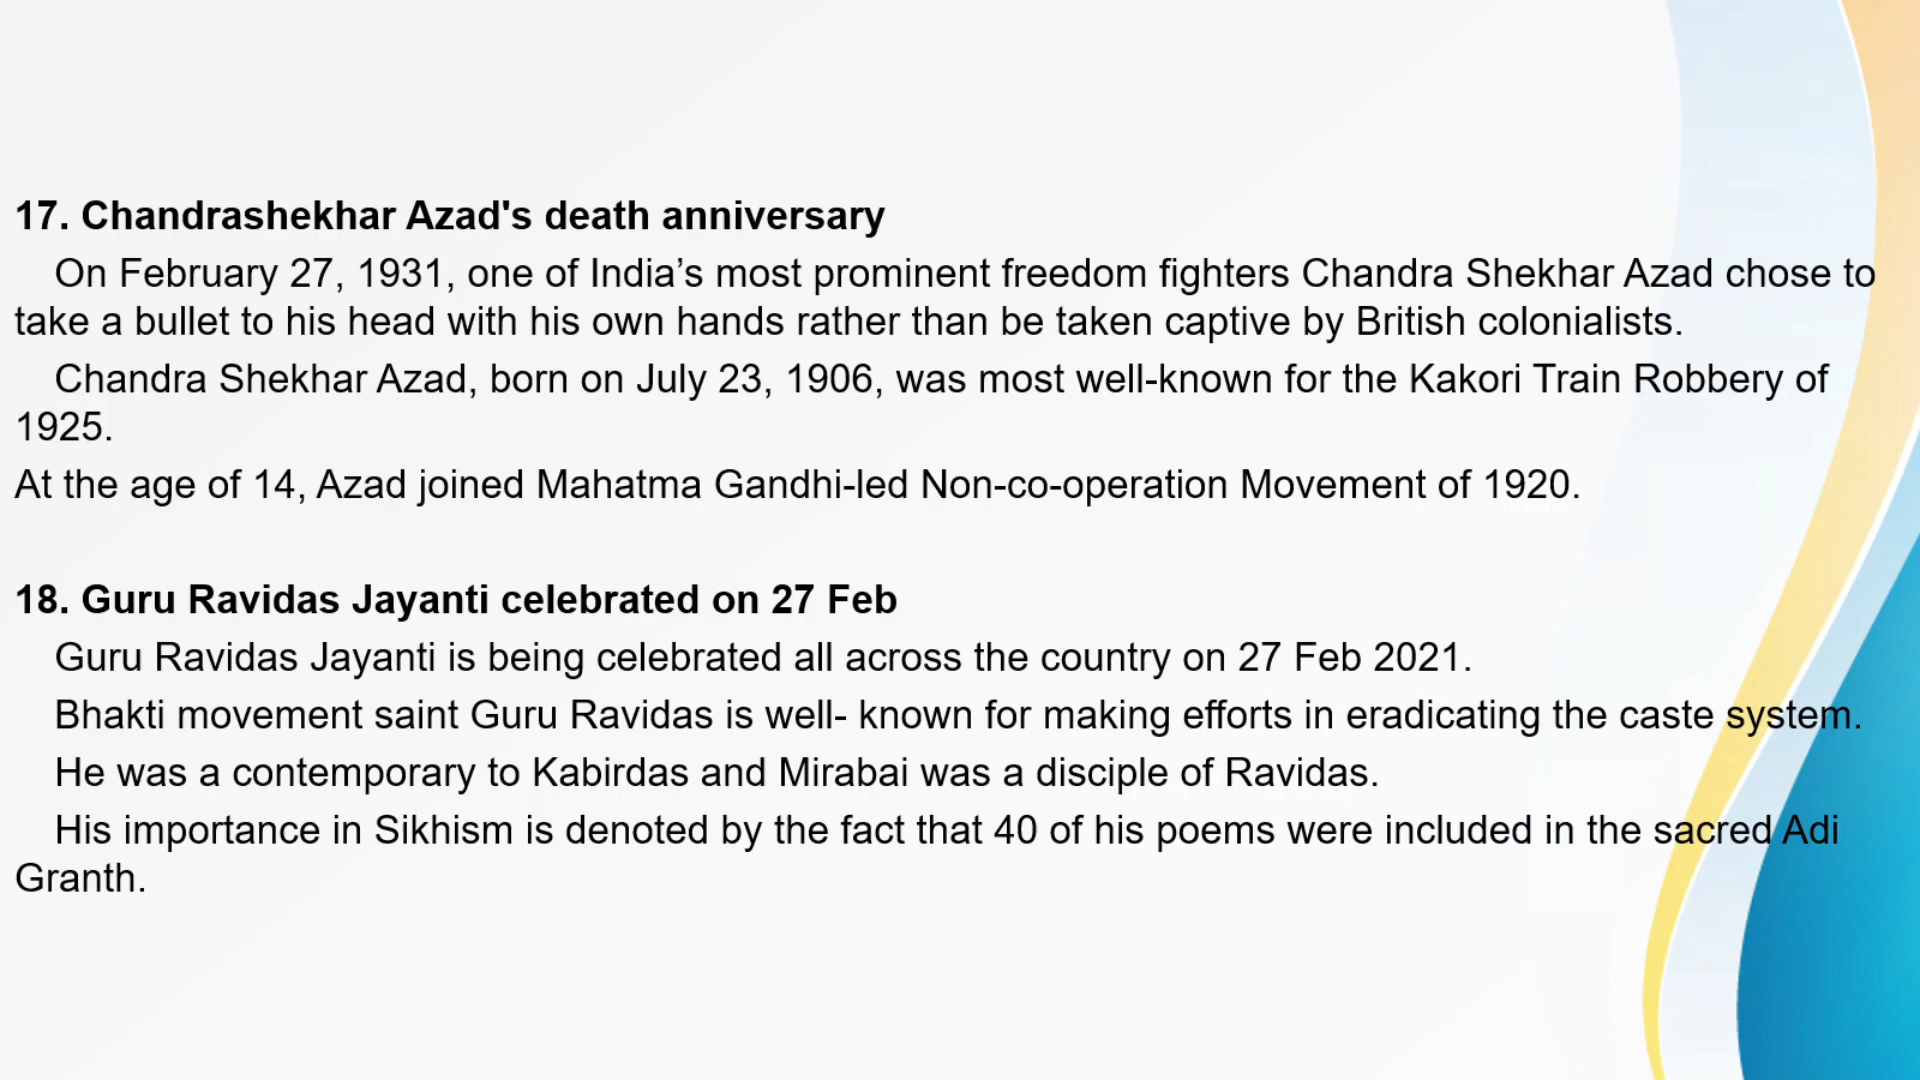 17. Chandrashekhar Azad's death anniversary
On February 27, 1931, one of India’s most prominent freedom fighters Chandra Shekhar Azad chose to
take a bullet to his head with his own hands rather than be taken captive by British colonialists.
Chandra Shekhar Azad, born on July 23, 1906, was most well-known for the Kakori Train Robbery of
1925.
At the age of 14, Azad joined Mahatma Gandhi-led Non-co-operation Movement of 1920.
18. Guru Ravidas Jayanti celebrated on 27 Feb
Guru Ravidas Jayanti is being celebrated all across the country on 27 Feb 2021.
Bhakti movement saint Guru Ravidas is well- known for making efforts in eradicating the caste system.
He was a contemporary to Kabirdas and Mirabai was a disciple of Ravidas.
His importance in Sikhism is denoted by the fact that 40 of his poems were included in the sacred Adi
Granth.